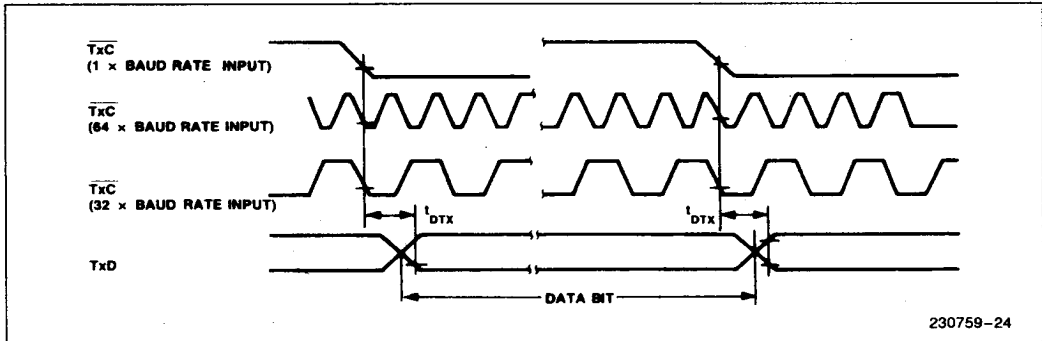 TxC
(1 × BAUD RATE INPUT)
TxC
(64 × BAUD RATE INPUT)
TxC
(32 × BAUD RATE INPUT)
tDTX
tDTX
TxD
DATA BIT
230759-24